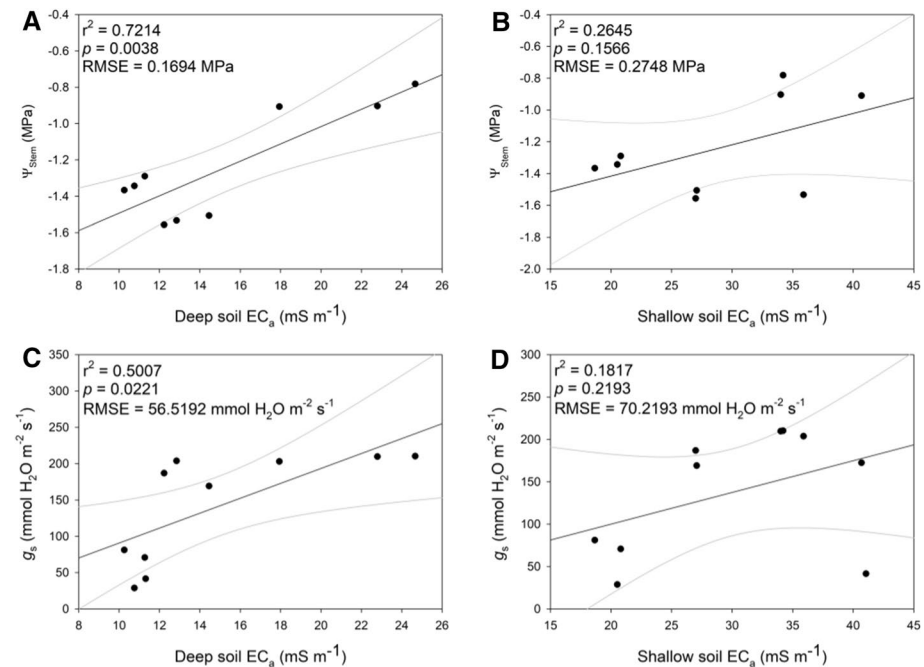 A
r² = 0.7214
p = 0.0038
RMSE = 0.1694 MPa
-0.4
-0.6
-0.8
-1.0
-1.2
-1.4
-1.6
-1.8
Ψ_Stem (MPa)
8 10 12 14 16 18 20 22 24 26
Deep soil ECₐ (mS m⁻¹)
B
r² = 0.2645
p = 0.1566
RMSE = 0.2748 MPa
-0.4
-0.6
-0.8
-1.0
-1.2
-1.4
-1.6
-1.8
-2.0
Ψ_Stem (MPa)
15 20 25 30 35 40 45
Shallow soil ECₐ (mS m⁻¹)
C
r² = 0.5007
p = 0.0221
RMSE = 56.5192 mmol H₂O m⁻² s⁻¹
350
300
250
200
150
100
50
0
gₛ (mmol H₂O m⁻² s⁻¹)
8 10 12 14 16 18 20 22 24 26
Deep soil ECₐ (mS m⁻¹)
D
r² = 0.1817
p = 0.2193
RMSE = 70.2193 mmol H₂O m⁻² s⁻¹
300
250
200
150
100
50
0
gₛ (mmol H₂O m⁻² s⁻¹)
15 20 25 30 35 40 45
Shallow soil ECₐ (mS m⁻¹)